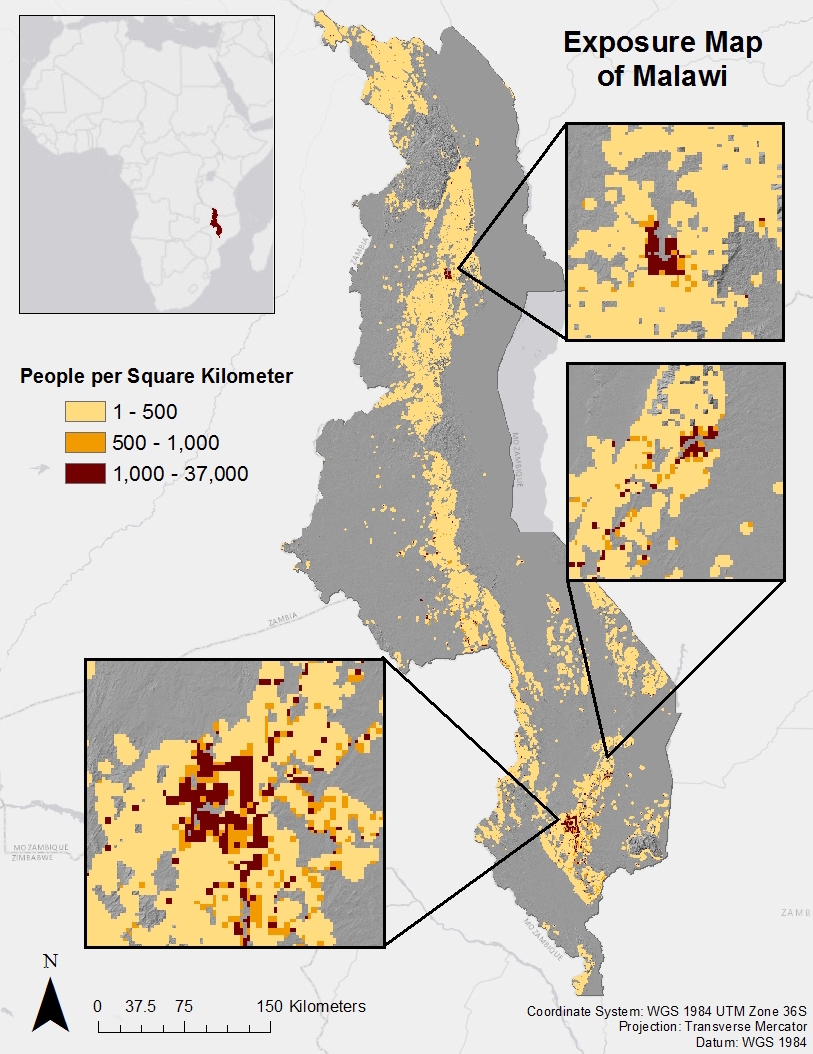 Exposure Map
of Malawi
ZAMBIA
People per Square Kilometer
1 - 500
500 - 1,000
1,000 - 37,000
MOZAMBIQUE
ZAMBIA
MOZAMBIQUE
ZIMBABWE
ZAMB
MOZAMBIQUE
N
0 37.5 75 150 Kilometers
Coordinate System: WGS 1984 UTM Zone 36S
Projection: Transverse Mercator
Datum: WGS 1984